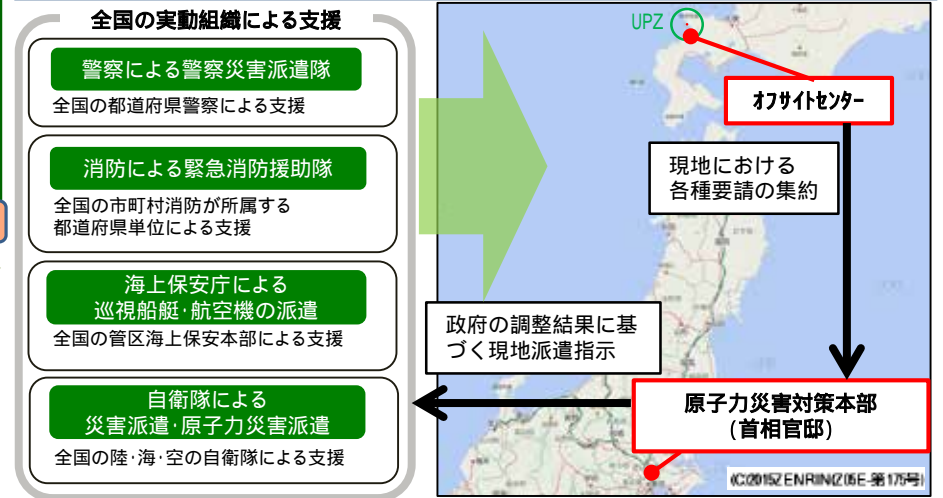 全国の実動組織による支援
警察による警察災害派遣隊
全国の都道府県警察による支援
消防による緊急消防援助隊
全国の市町村消防が所属する
都道府県単位による支援
海上保安庁による
巡視船艇・航空機の派遣
全国の管区海上保安本部による支援
自衛隊による
災害派遣・原子力災害派遣
全国の陸・海・空の自衛隊による支援
UPZ
オフサイトセンター
現地における
各種要請の集約
政府の調整結果に基
づく現地派遣指示
原子力災害対策本部
(首相官邸)
(C)2015ZENRIN(Z05E-第175号)